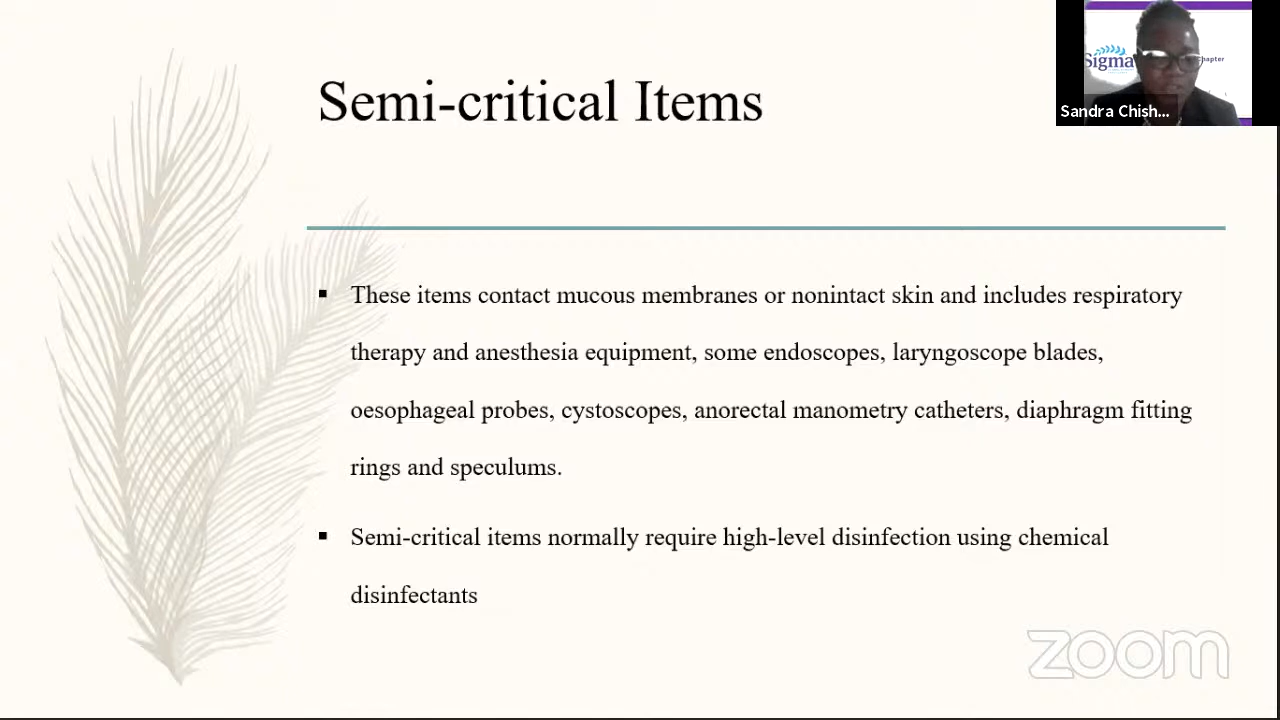 Semi-critical Items
Sigma
Chapter
Sandra Chish...
▪ These items contact mucous membranes or nonintact skin and includes respiratory
therapy and anesthesia equipment, some endoscopes, laryngoscope blades,
oesophageal probes, cystoscopes, anorectal manometry catheters, diaphragm fitting
rings and speculums.
▪ Semi-critical items normally require high-level disinfection using chemical
disinfectants
zoom